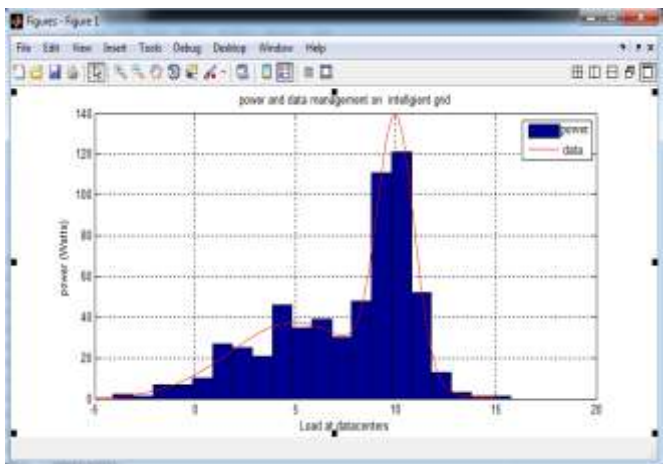 Figures - Figure 1
File Edit View Insert Tools Debug Desktop Window Help
power and data management on intelligent grid
power
data
power (Watts)
140
120
100
80
60
40
20
0
-5 0 5 10 15 20
Load at datacenters